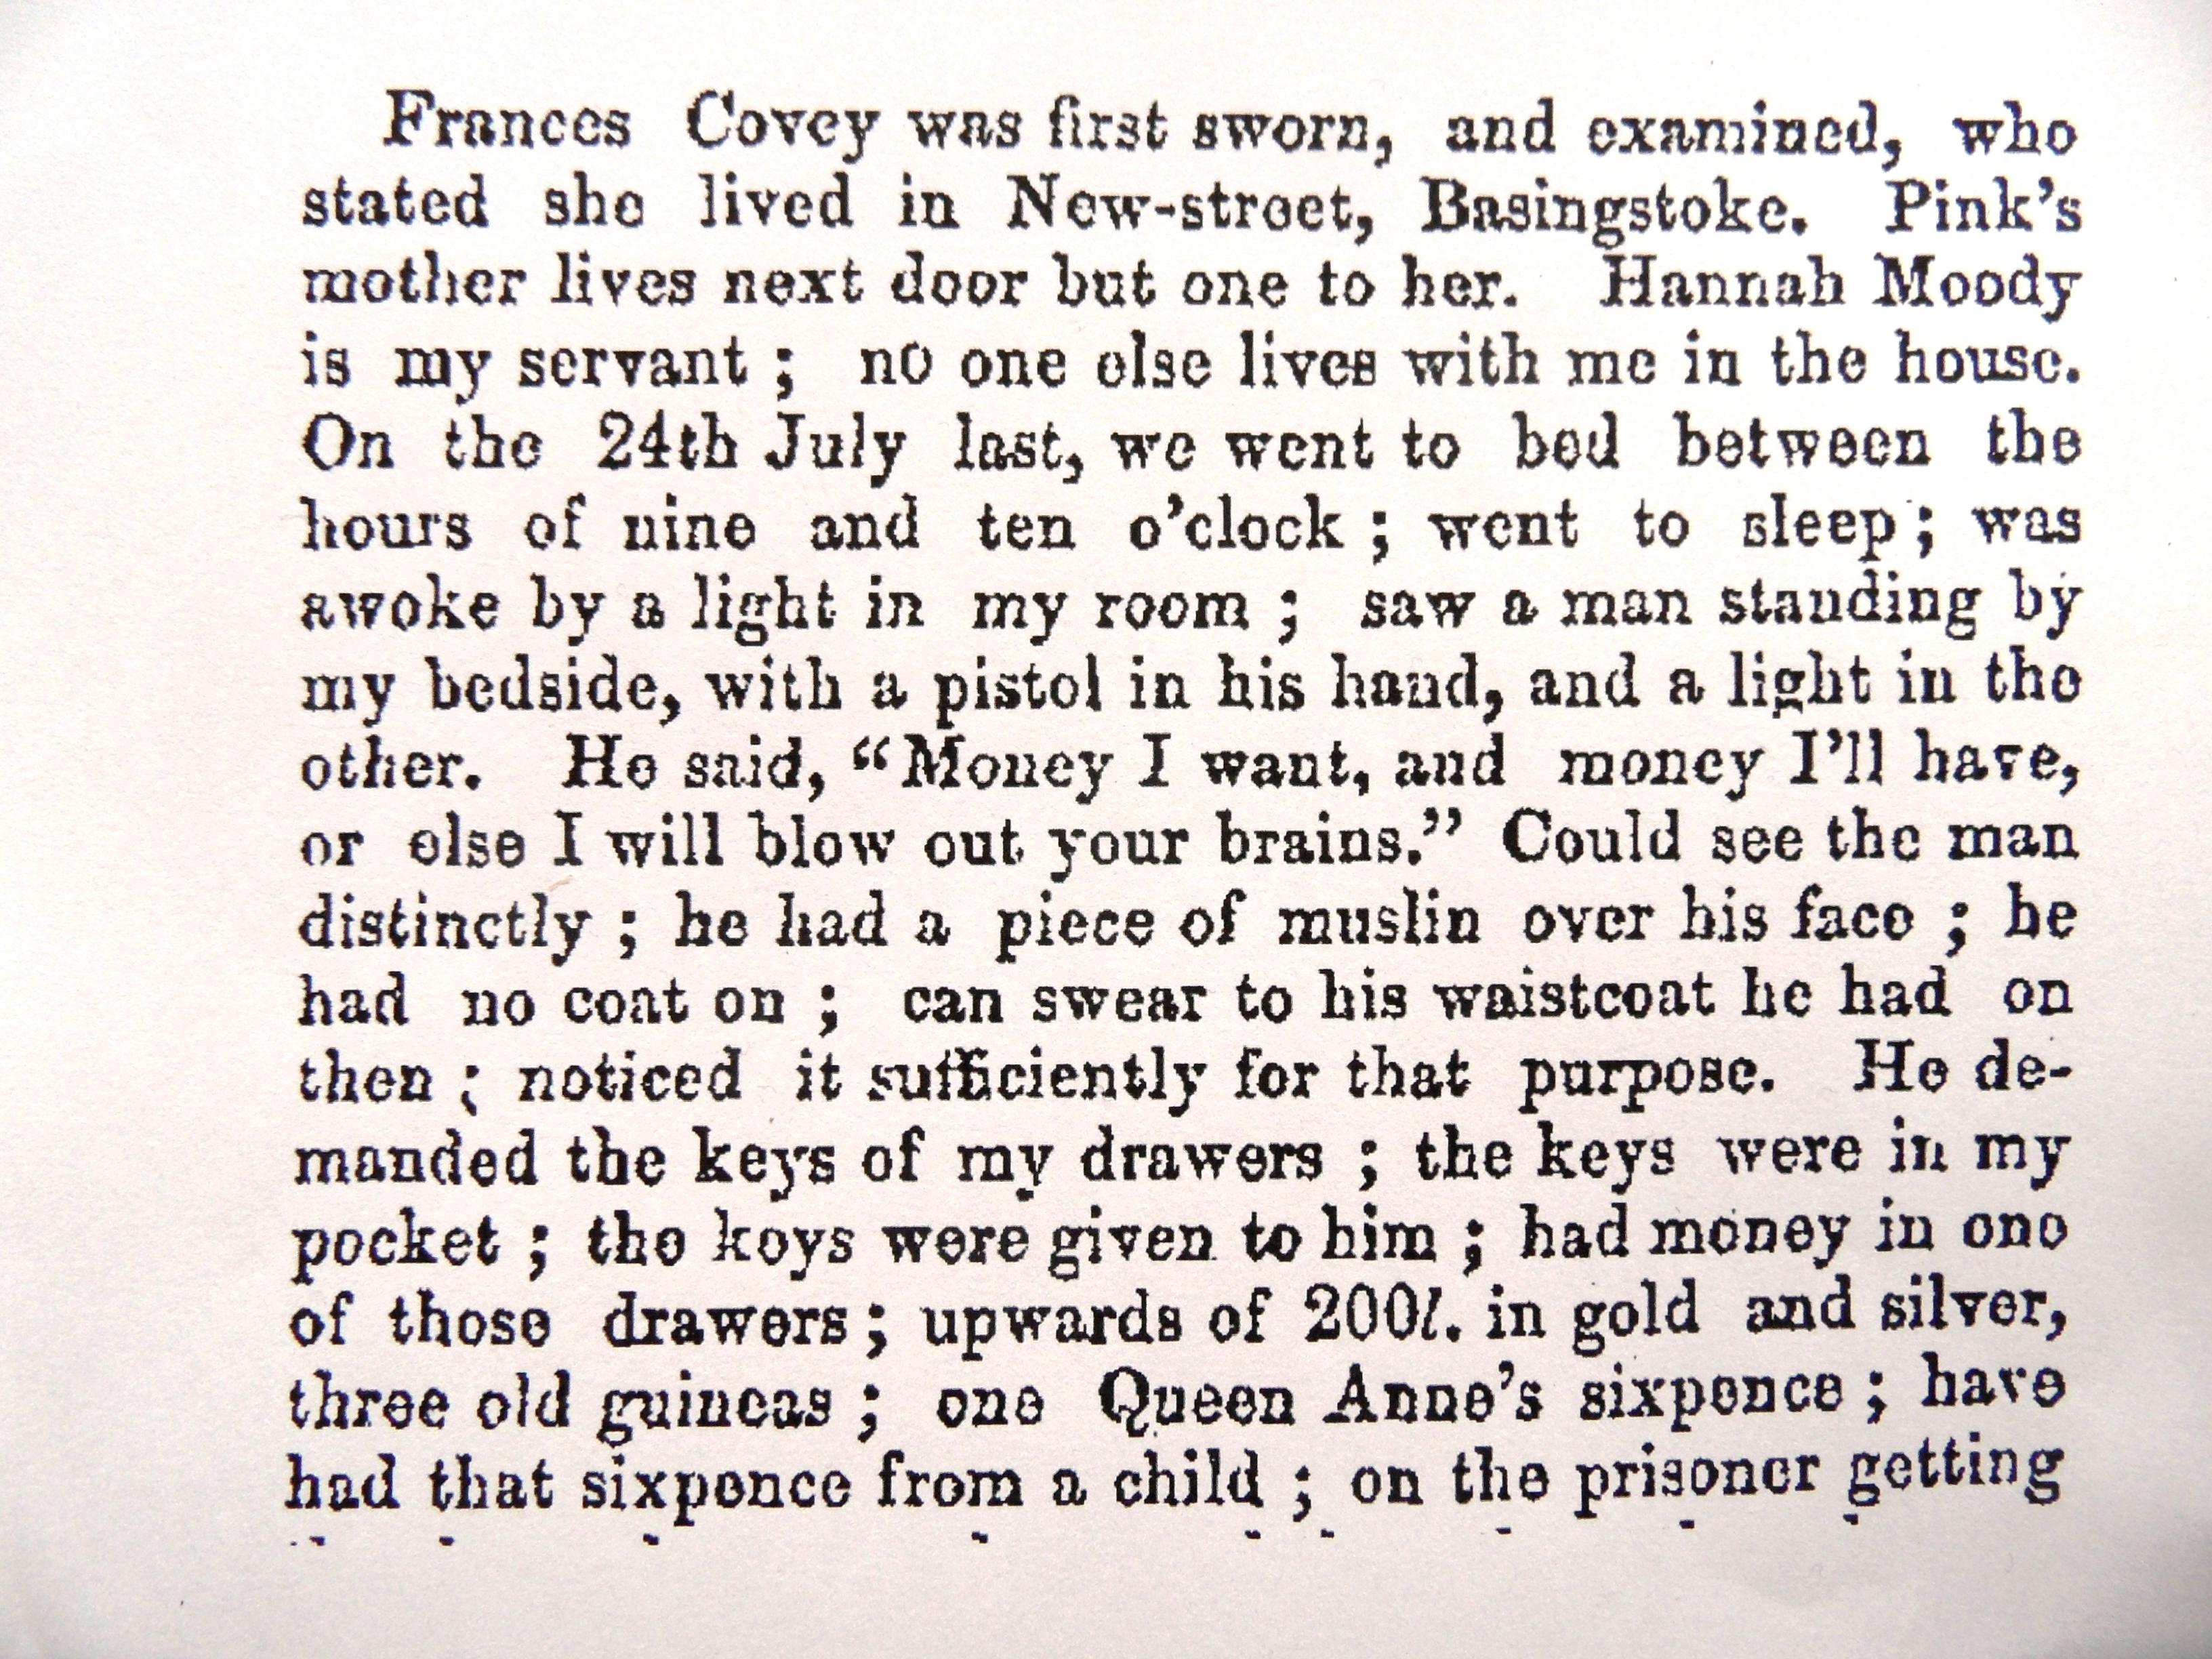 Frances Covey was first sworn, and examined, who
stated she lived in New-street, Basingstoke. Pink's
mother lives next door but one to her. Hannah Moody
is my servant ; no one else lives with me in the house.
On the 24th July last, we went to bed between the
hours of nine and ten o'clock ; went to sleep ; was
awoke by a light in my room ; saw a man standing by
my bedside, with a pistol in his hand, and a light in the
other. He said, “Money I want, and money I'll have,
or else I will blow out your brains.” Could see the man
distinctly ; he had a piece of muslin over his face ; he
had no coat on ; can swear to his waistcoat he had on
then ; noticed it sufficiently for that purpose. He de-
manded the keys of my drawers ; the keys were in my
pocket ; the keys were given to him ; had money in one
of those drawers ; upwards of 200l. in gold and silver,
three old guineas ; one Queen Anne's sixpence ; have
had that sixpence from a child ; on the prisoner getting